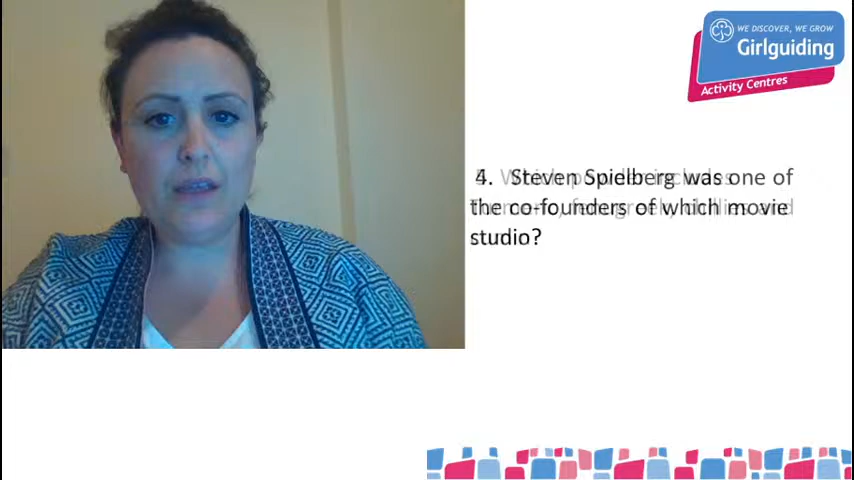 WE DISCOVER, WE GROW
Girlguiding
Activity Centres
4. Steven Spielberg was one of
the co-founders of which movie
studio?